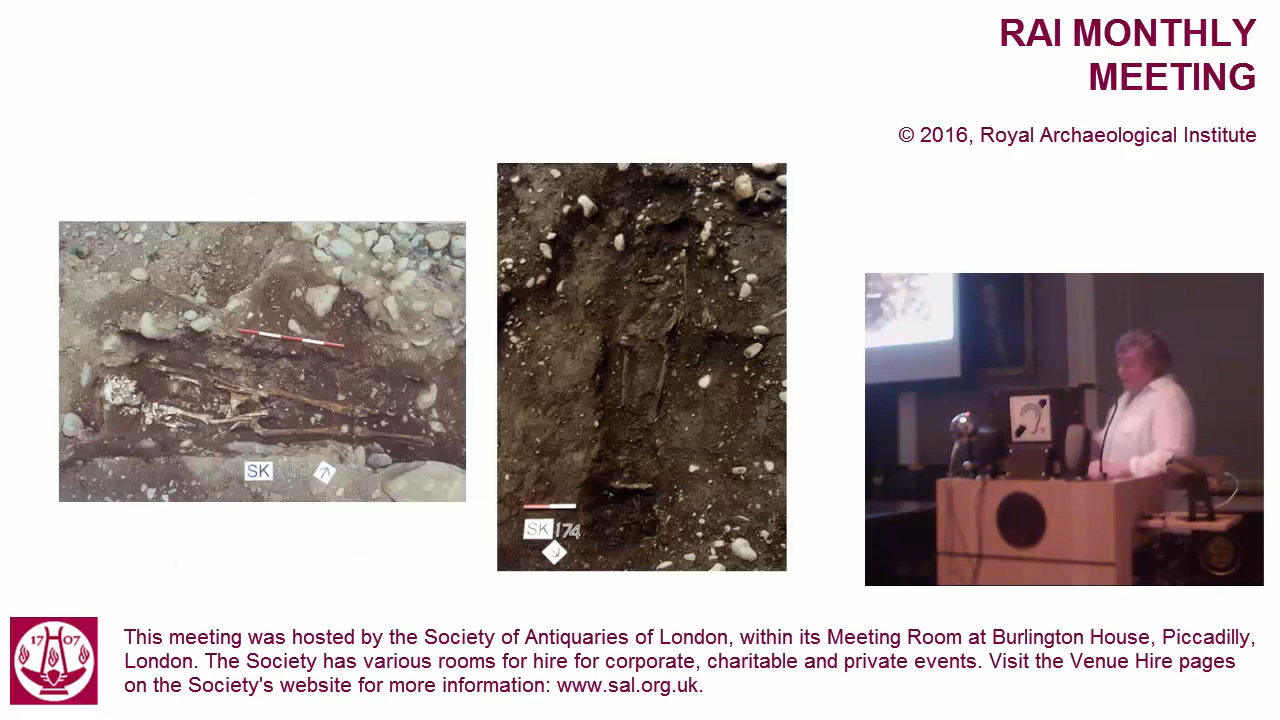 RAI MONTHLY
MEETING
© 2016, Royal Archaeological Institute
SK
SK 174
17 07
This meeting was hosted by the Society of Antiquaries of London, within its Meeting Room at Burlington House, Piccadilly,
London. The Society has various rooms for hire for corporate, charitable and private events. Visit the Venue Hire pages
on the Society's website for more information: www.sal.org.uk.